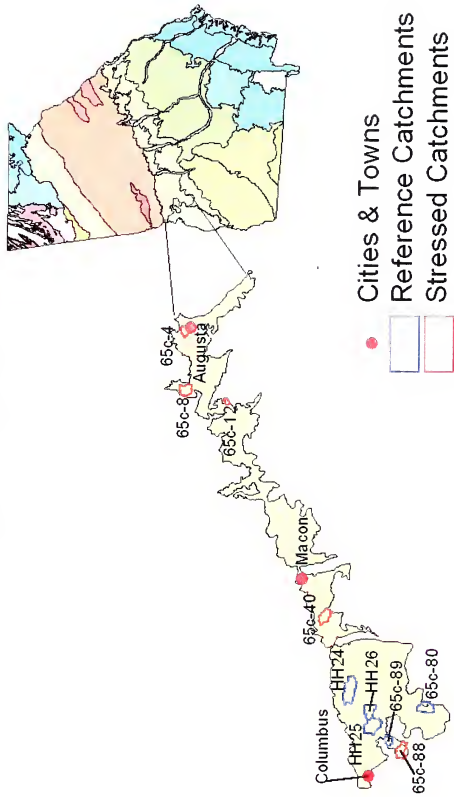 65c-4
Augusta
65c-8
65c-12
Macon
65c-40
HH24
HH25
HH26
65c-89
65c-80
65c-88
Columbus
Cities & Towns
Reference Catchments
Stressed Catchments